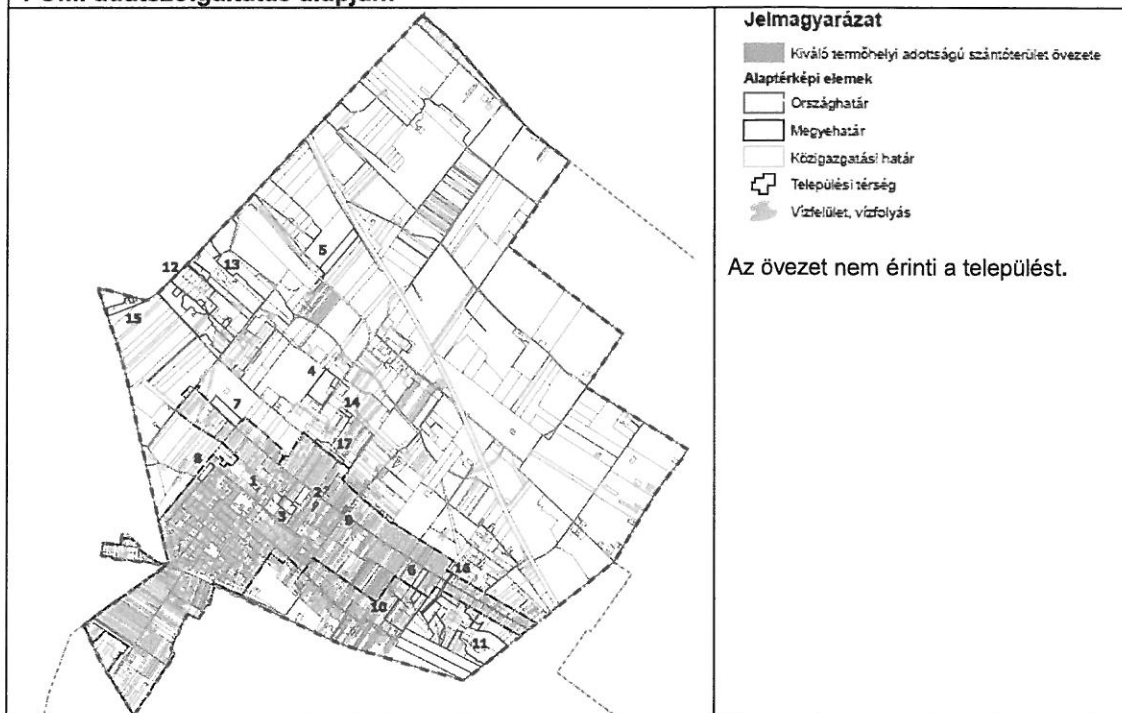 adatszolgáltatás alapján.
Jelmagyarázat
Kiváló termőhelyi adottságú szántóterület övezete
Alaptérképi elemek
Országhatár
Megyehatár
Közigazgatási határ
Települési térség
Vízfelület, vízfolyás
Az övezet nem érinti a települést.
5
12
13
15
4
7
14
17
8
1
2
3
9
6
16
10
11